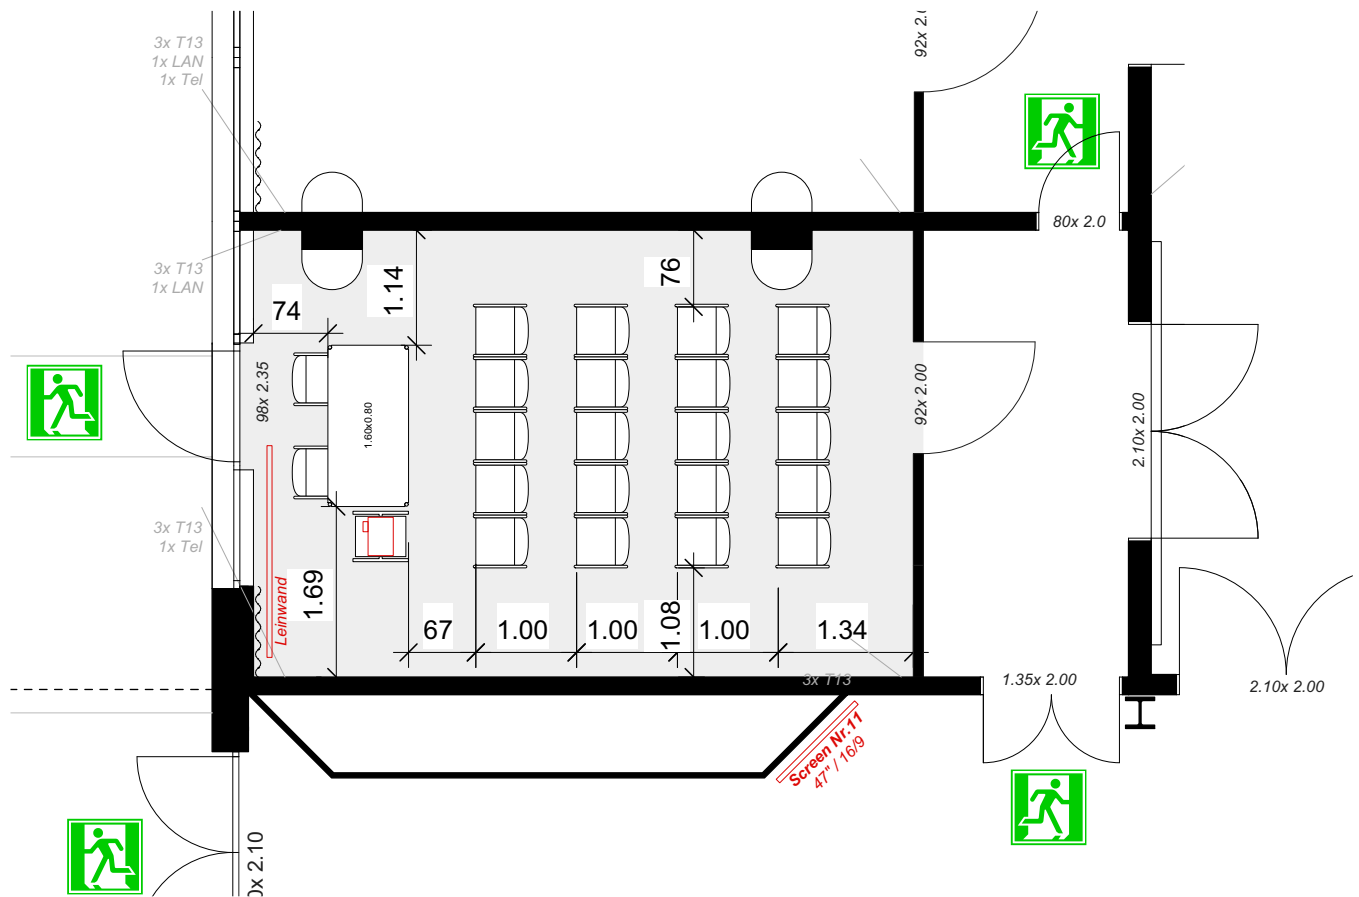 3x T13
1x LAN
1x Tel
92x 2.0
80x 2.0
3x T13
1x LAN
1.14
76
74
98x 2.35
1.60x0.80
92x 2.00
2.10x 2.00
3x T13
1x Tel
Leinwand
1.69
67
1.00
1.00
1.08
1.00
1.34
3x T13
1.35x 2.00
2.10x 2.00
Screen Nr.11
47" / 16/9
0x 2.10